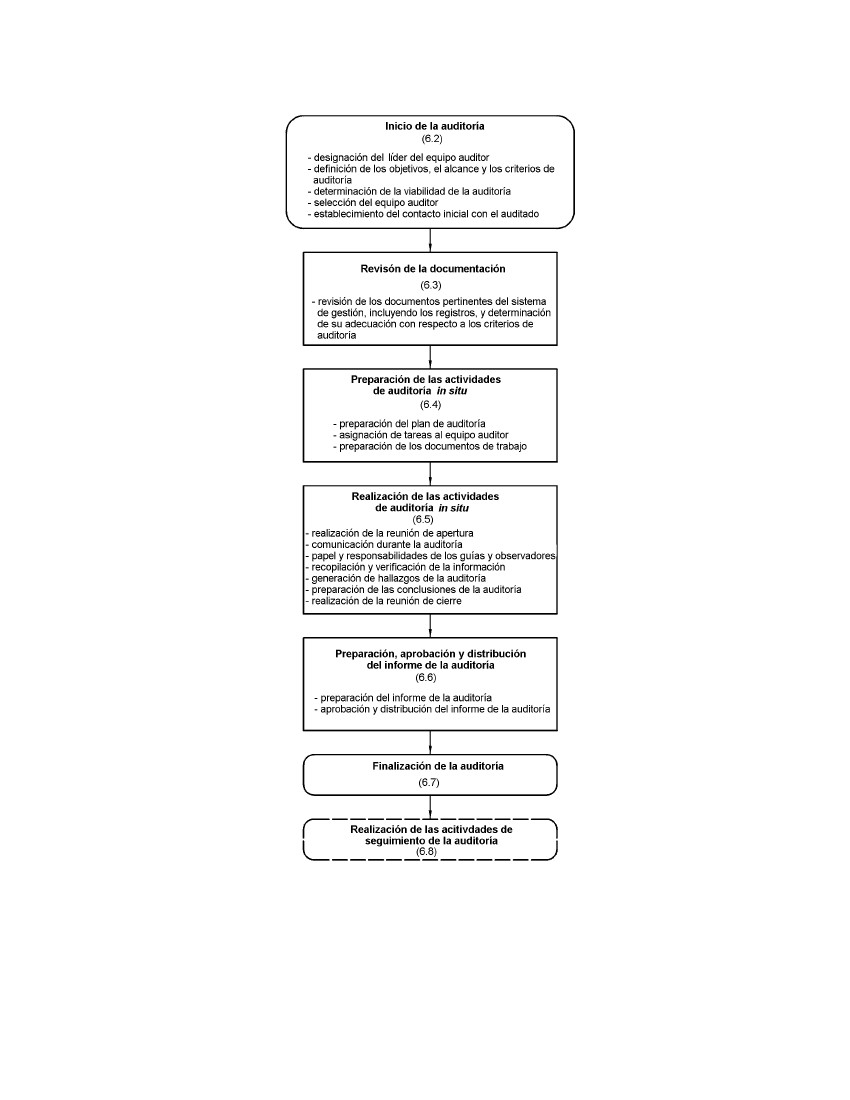 Inicio de la auditoría
(6.2)
- designación del líder del equipo auditor
- definición de los objetivos, el alcance y los criterios de
auditoría
- determinación de la viabilidad de la auditoría
- selección del equipo auditor
- establecimiento del contacto inicial con el auditado
Revisón de la documentación
(6.3)
- revisión de los documentos pertinentes del sistema
de gestión, incluyendo los registros, y determinación
de su adecuación con respecto a los criterios de
auditoría
Preparación de las actividades
de auditoría in situ
(6.4)
- preparación del plan de auditoría
- asignación de tareas al equipo auditor
- preparación de los documentos de trabajo
Realización de las actividades
de auditoría in situ
(6.5)
- realización de la reunión de apertura
- comunicación durante la auditoría
- papel y responsabilidades de los guías y observadores
- recopilación y verificación de la información
- generación de hallazgos de la auditoría
- preparación de las conclusiones de la auditoría
- realización de la reunión de cierre
Preparación, aprobación y distribución
del informe de la auditoría
(6.6)
- preparación del informe de la auditoría
- aprobación y distribución del informe de la auditoría
Finalización de la auditoría
(6.7)
Realización de las acitivdades de
seguimiento de la auditoría
(6.8)